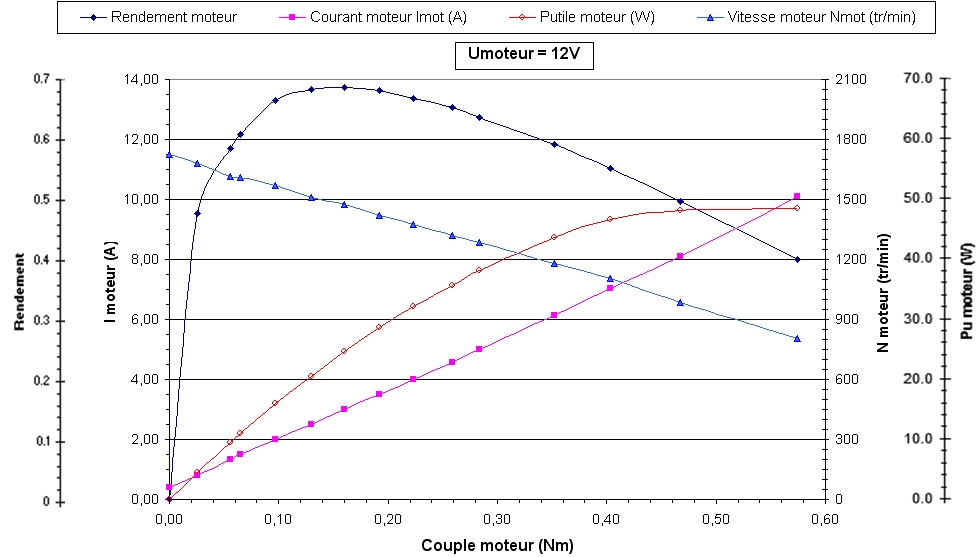 Rendement moteur Courant moteur Imot (A) Putile moteur (W) Vitesse moteur Nmot (tr/min)
Umoteur = 12V
0.7 14,00 2100 70.0
0.6 12,00 1800 60.0
0.5 10,00 1500 50.0
0.4 8,00 1200 40.0
0.3 6,00 900 30.0
0.2 4,00 600 20.0
0.1 2,00 300 10.0
0 0,00 0 0.0
Rendement
I moteur (A)
N moteur (tr/min)
Pu moteur (W)
0,00 0,10 0,20 0,30 0,40 0,50 0,60
Couple moteur (Nm)